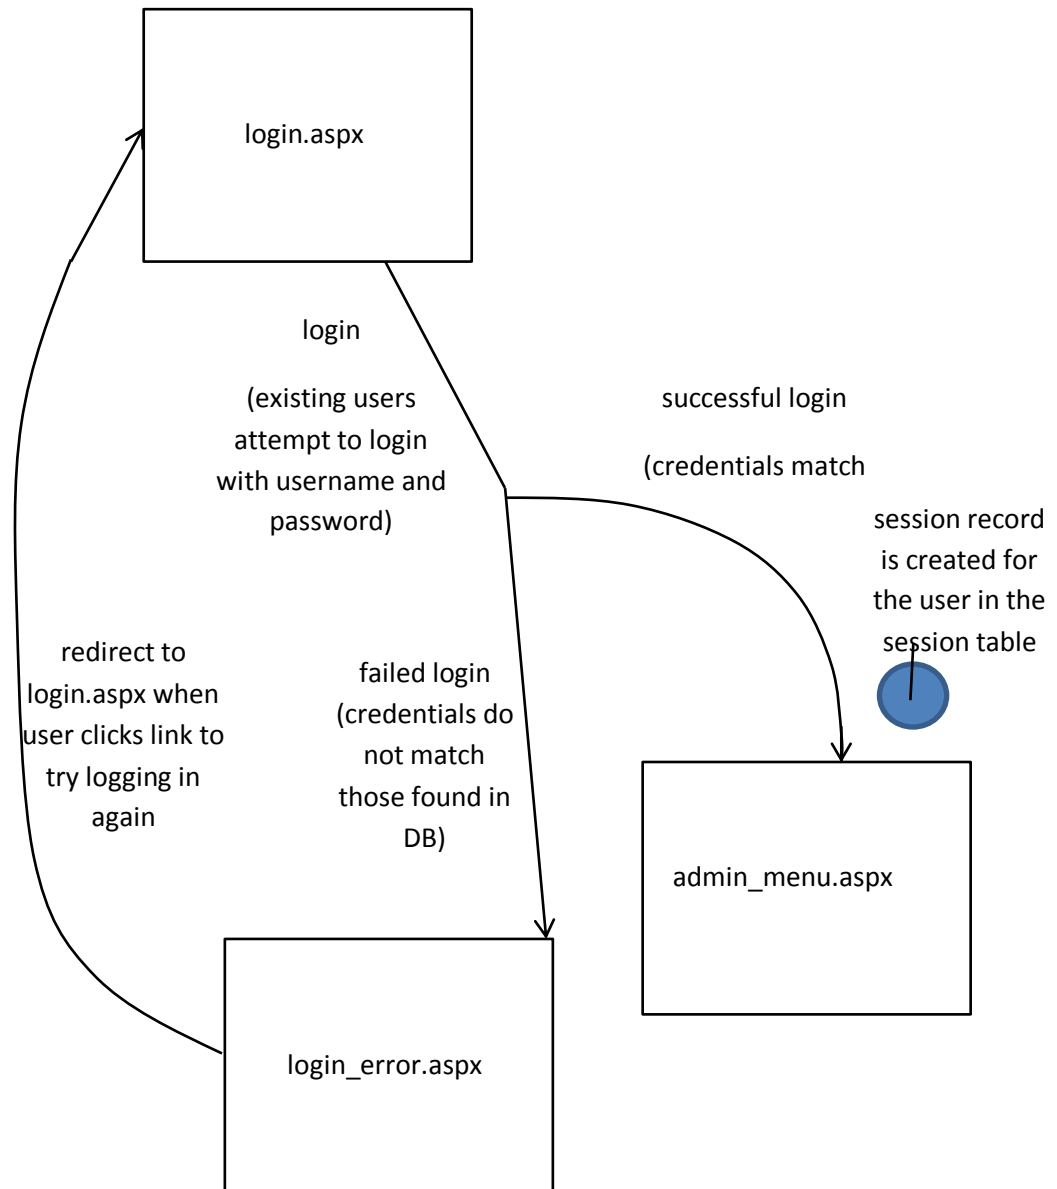 login.aspx
login
(existing users
attempt to login
with username and
password)
successful login
(credentials match
session record
is created for
the user in the
session table
redirect to
login.aspx when
user clicks link to
try logging in
again
failed login
(credentials do
not match
those found in
DB)
admin_menu.aspx
login_error.aspx